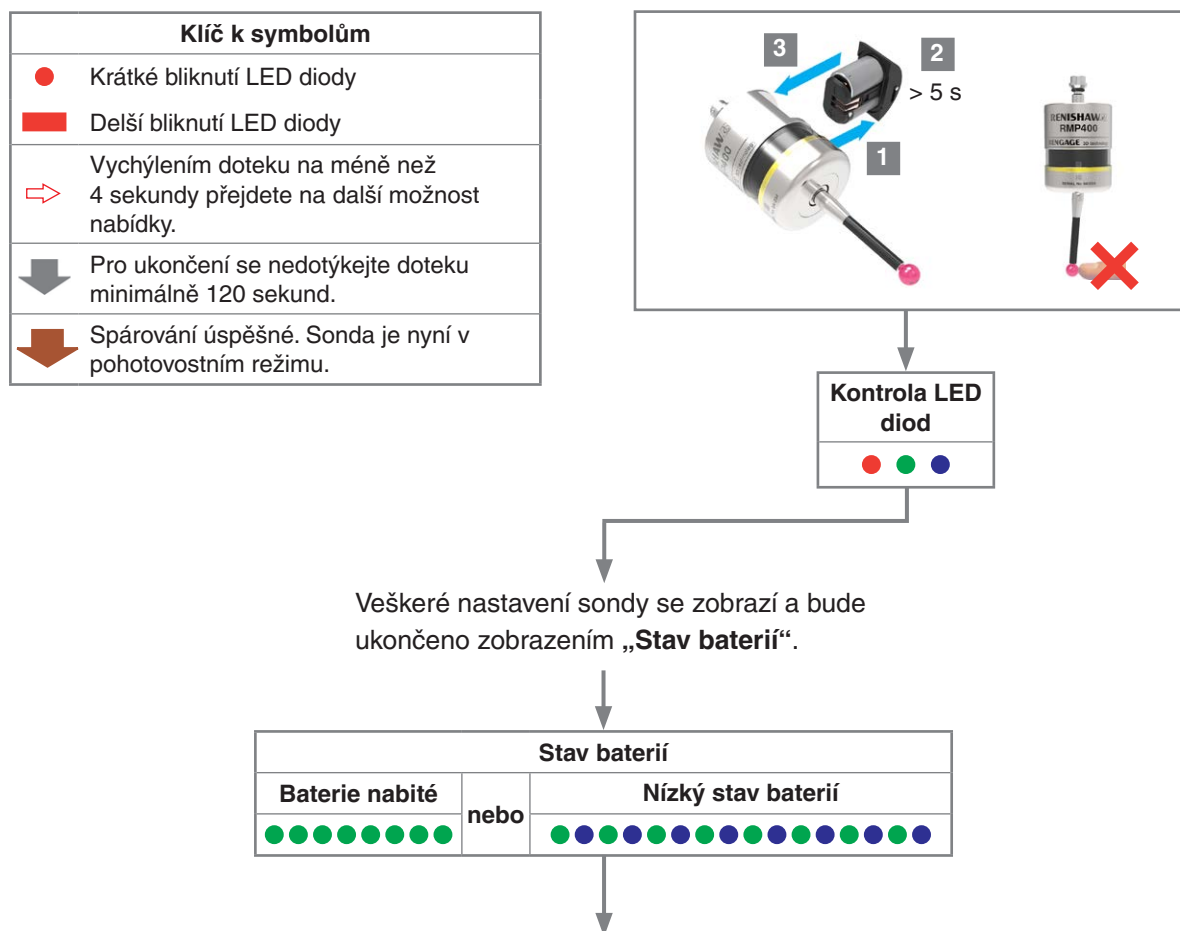 Klíč k symbolům
Krátké bliknutí LED diody
Delší bliknutí LED diody
Vychýlením doteku na méně než
4 sekundy přejdete na další možnost
nabídky.
Pro ukončení se nedotýkejte doteku
minimálně 120 sekund.
Spárování úspěšné. Sonda je nyní v
pohotovostním režimu.
3
2
> 5 s
1
RENISHAW
RMP400
Kontrola LED
diod
Veškeré nastavení sondy se zobrazí a bude
ukončeno zobrazením „Stav baterií“.
Stav baterií
Baterie nabité
nebo
Nízký stav baterií